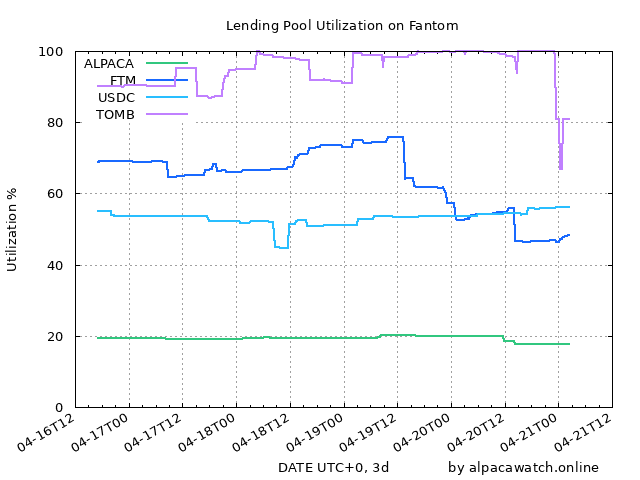 Lending Pool Utilization on Fantom
Utilization %
100
80
60
40
20
0
ALPACA
FTM
USDC
TOMB
04-16T12
04-17T00
04-17T12
04-18T00
04-18T12
04-19T00
04-19T12
04-20T00
04-20T12
04-21T00
04-21T12
DATE UTC+0, 3d
by alpacawatch.online